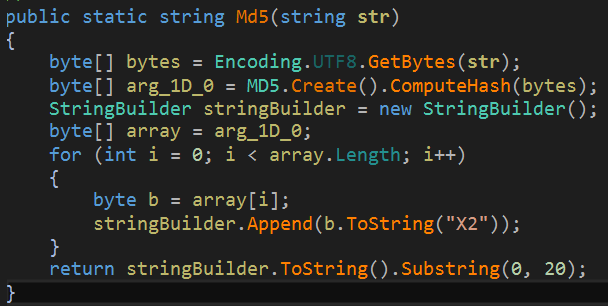 public static string Md5(string str)
{
    byte[] bytes = Encoding.UTF8.GetBytes(str);
    byte[] arg_1D_0 = MD5.Create().ComputeHash(bytes);
    StringBuilder stringBuilder = new StringBuilder();
    byte[] array = arg_1D_0;
    for (int i = 0; i < array.Length; i++)
    {
        byte b = array[i];
        stringBuilder.Append(b.ToString("X2"));
    }
    return stringBuilder.ToString().Substring(0, 20);
}